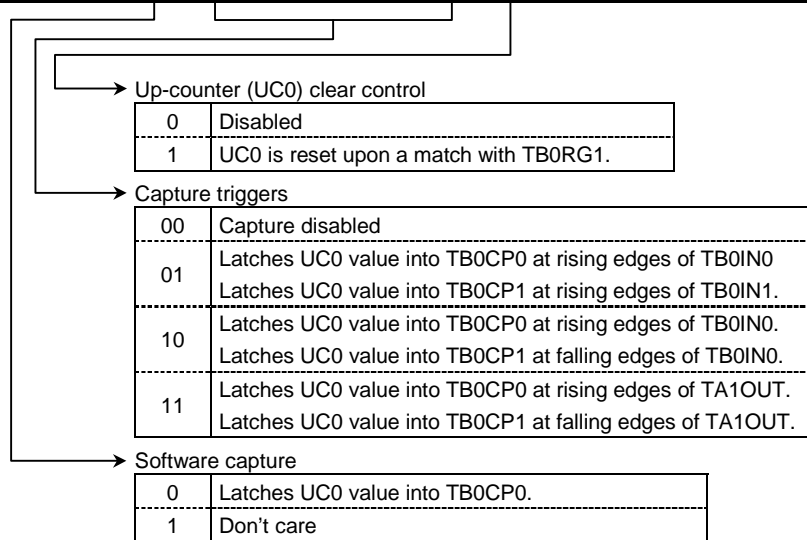 Up-counter (UC0) clear control
0 Disabled
1 UC0 is reset upon a match with TB0RG1.
Capture triggers
00 Capture disabled
01 Latches UC0 value into TB0CP0 at rising edges of TB0IN0
Latches UC0 value into TB0CP1 at rising edges of TB0IN1.
10 Latches UC0 value into TB0CP0 at rising edges of TB0IN0.
Latches UC0 value into TB0CP1 at falling edges of TB0IN0.
11 Latches UC0 value into TB0CP0 at rising edges of TA1OUT.
Latches UC0 value into TB0CP1 at falling edges of TA1OUT.
Software capture
0 Latches UC0 value into TB0CP0.
1 Don't care